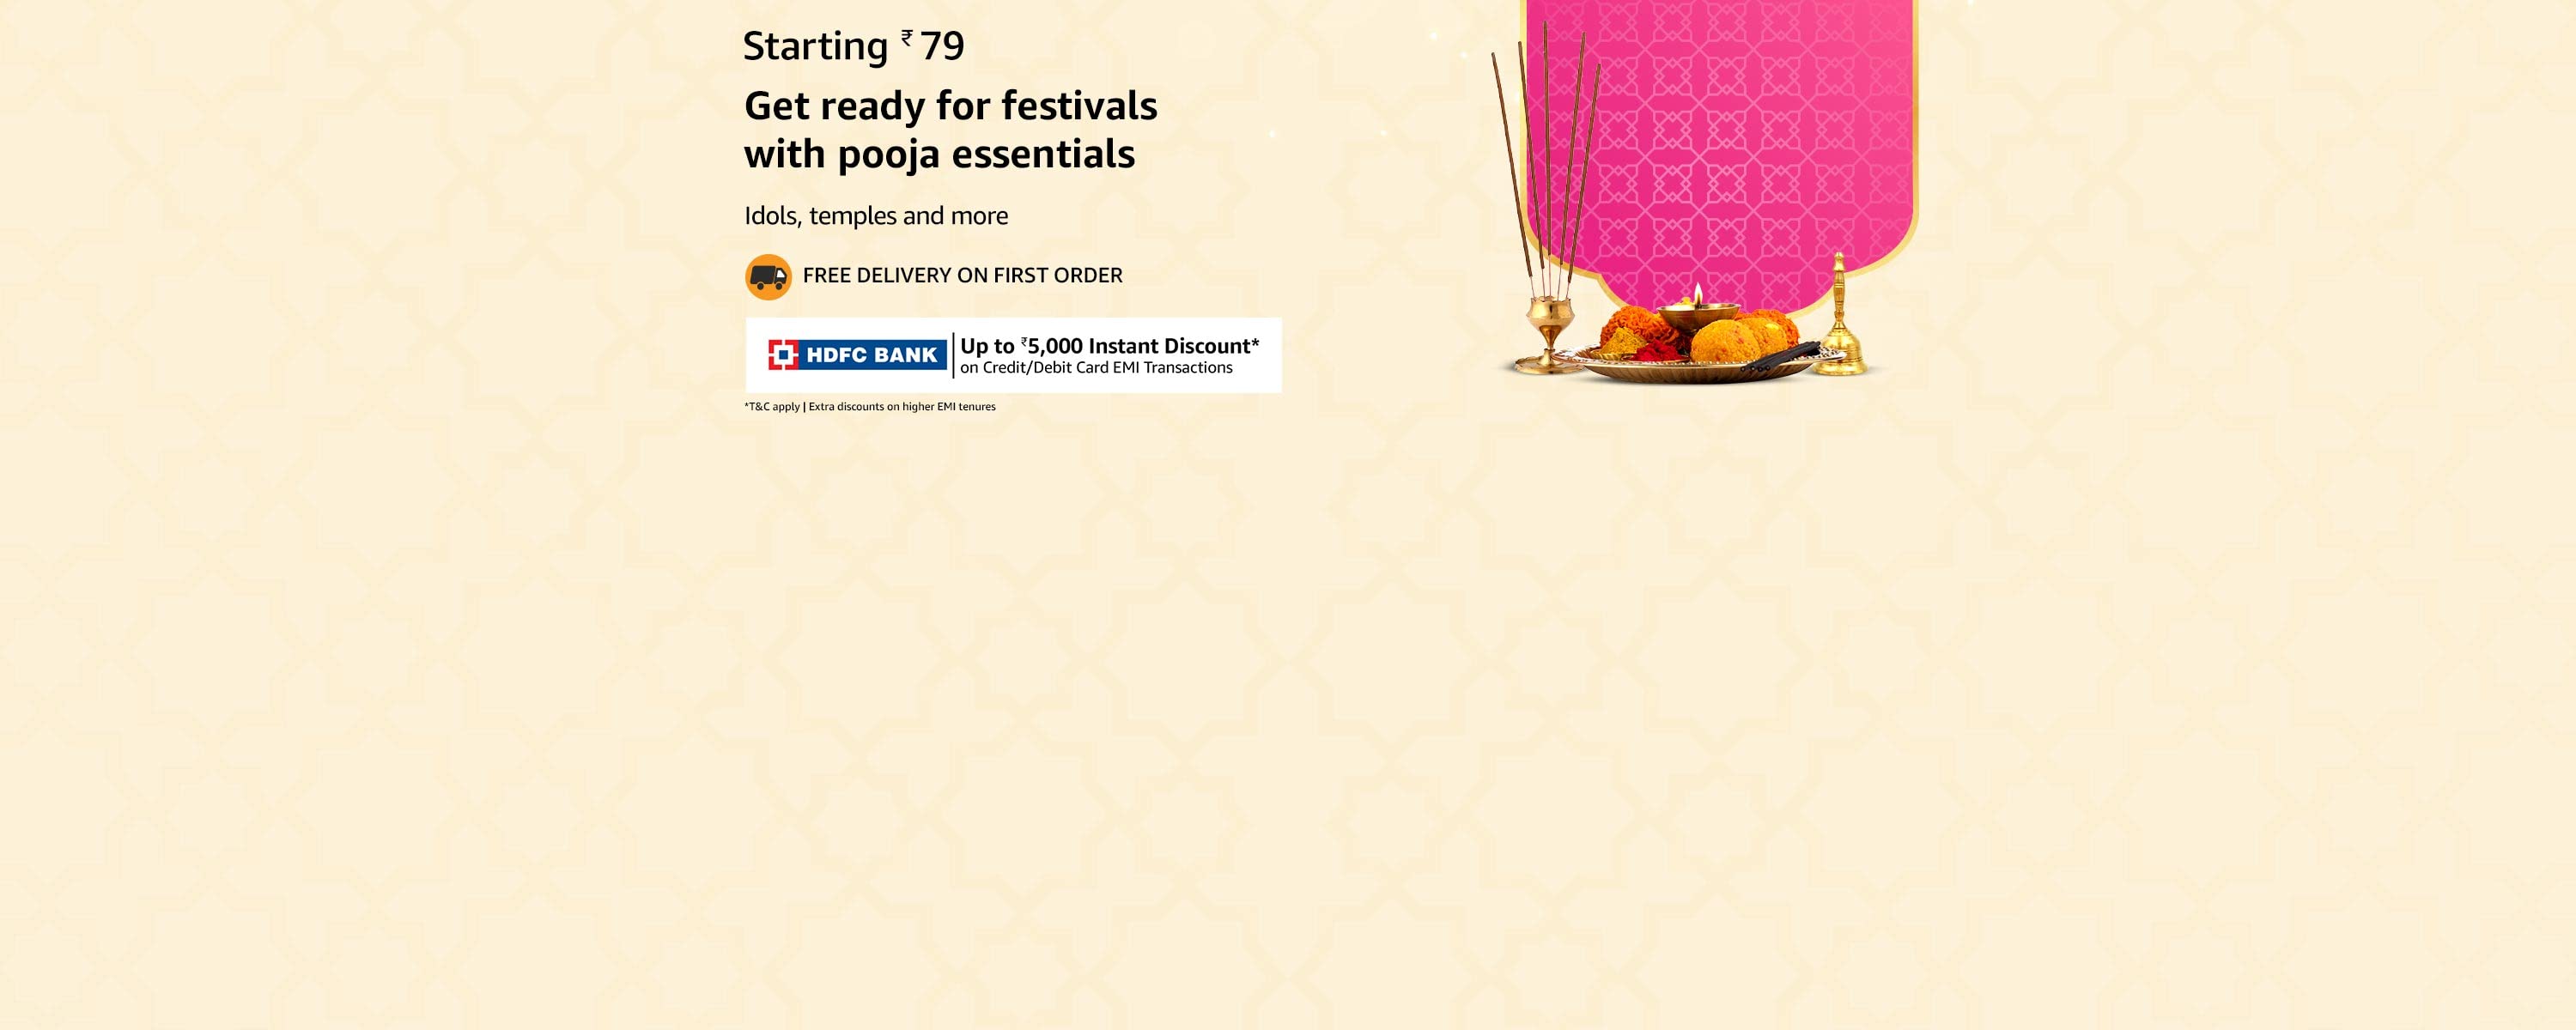 Starting ₹79
Get ready for festivals
with pooja essentials
Idols, temples and more
FREE DELIVERY ON FIRST ORDER
HDFC BANK
Up to ₹5,000 Instant Discount*
on Credit/Debit Card EMI Transactions
*T&C apply | Extra discounts on higher EMI tenures